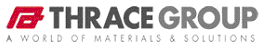 THRACE GROUP
A WORLD OF MATERIALS & SOLUTIONS